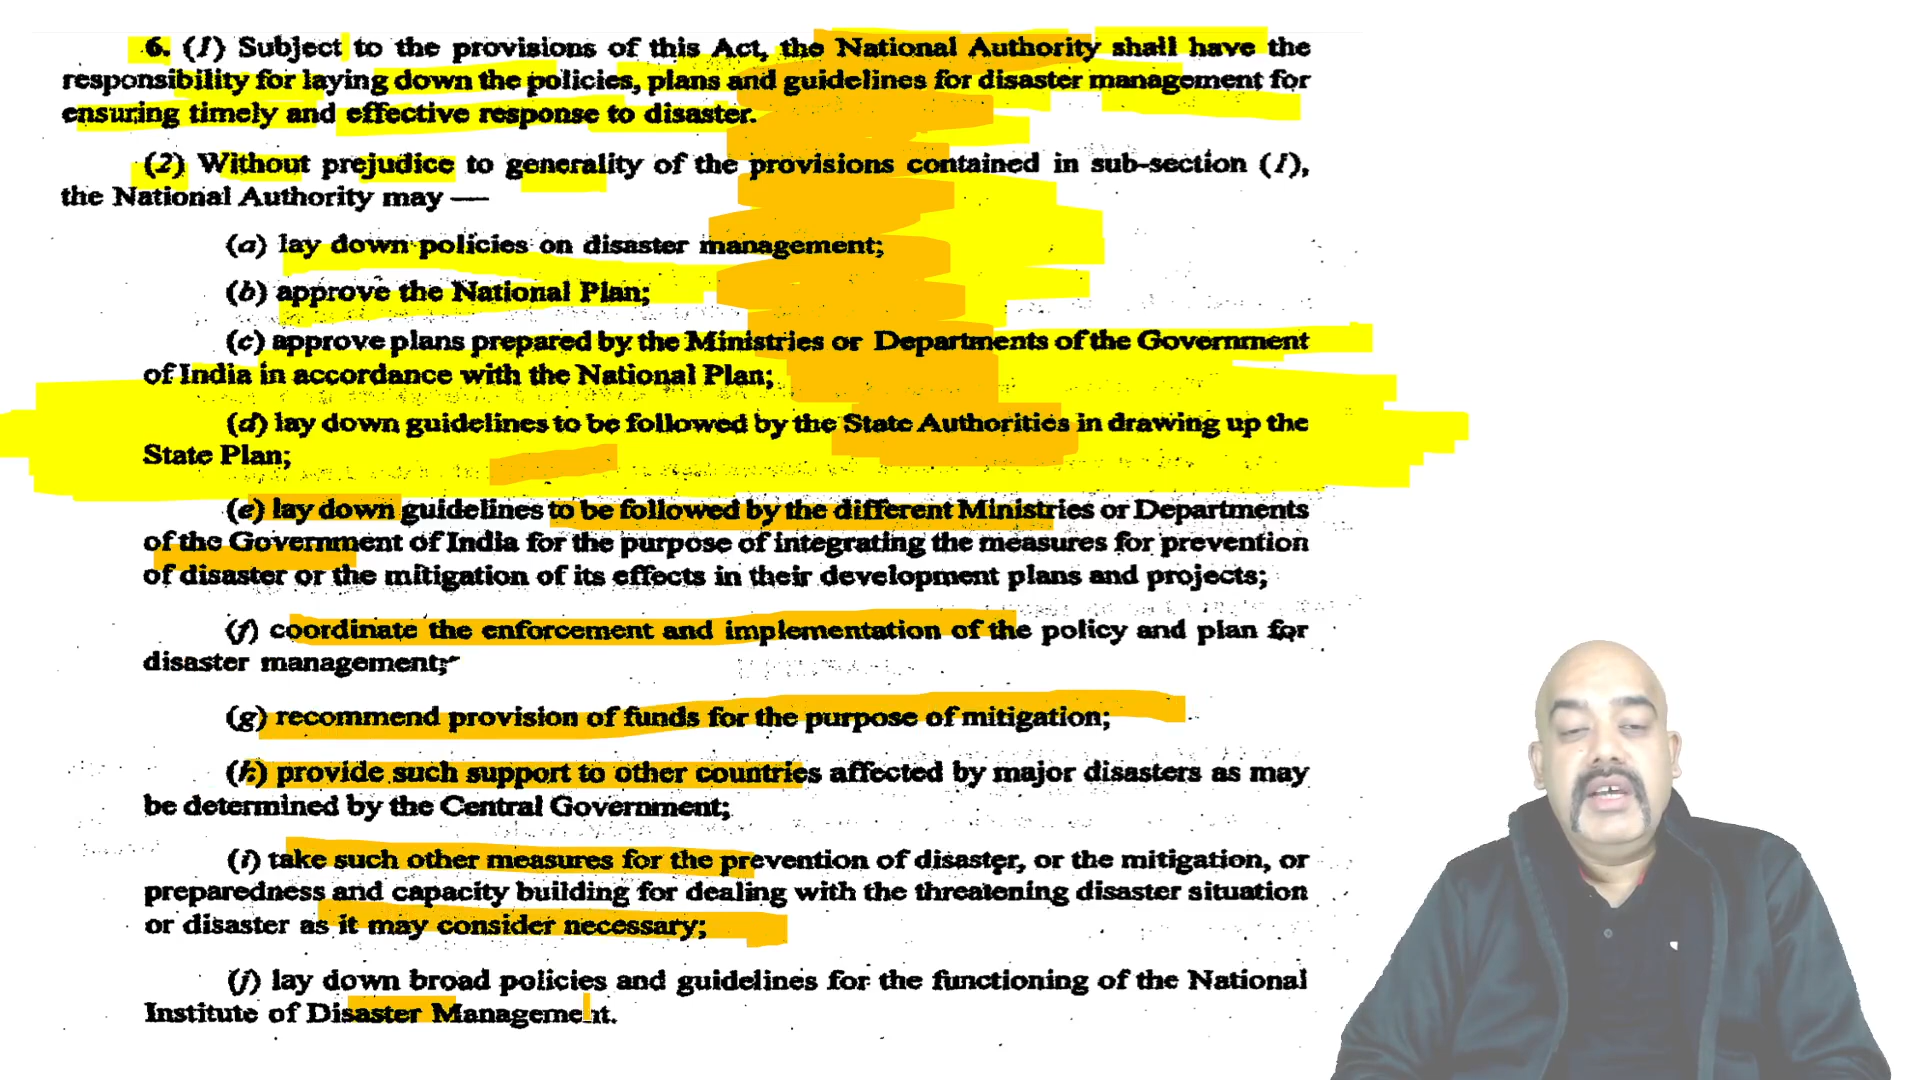 6. (1) Subject to the provisions of this Act, the National Authority shall have the
responsibility for laying down the policies, plans and guidelines for disaster management for
ensuring timely and effective response to disaster.
(2) Without prejudice to generality of the provisions contained in sub-section (1),
the National Authority may —
(a) lay down policies on disaster management;
(b) approve the National Plan;
(c) approve plans prepared by the Ministries or Departments of the Government
of India in accordance with the National Plan;
(d) lay down guidelines to be followed by the State Authorities in drawing up the
State Plan;
(e) lay down guidelines to be followed by the different Ministries or Departments
of the Government of India for the purpose of integrating the measures for prevention
of disaster or the mitigation of its effects in their development plans and projects;
(f) coordinate the enforcement and implementation of the policy and plan for
disaster management;
(g) recommend provision of funds for the purpose of mitigation;
(h) provide such support to other countries affected by major disasters as may
be determined by the Central Government;
(i) take such other measures for the prevention of disaster, or the mitigation, or
preparedness and capacity building for dealing with the threatening disaster situation
or disaster as it may consider necessary;
(j) lay down broad policies and guidelines for the functioning of the National
Institute of Disaster Management.